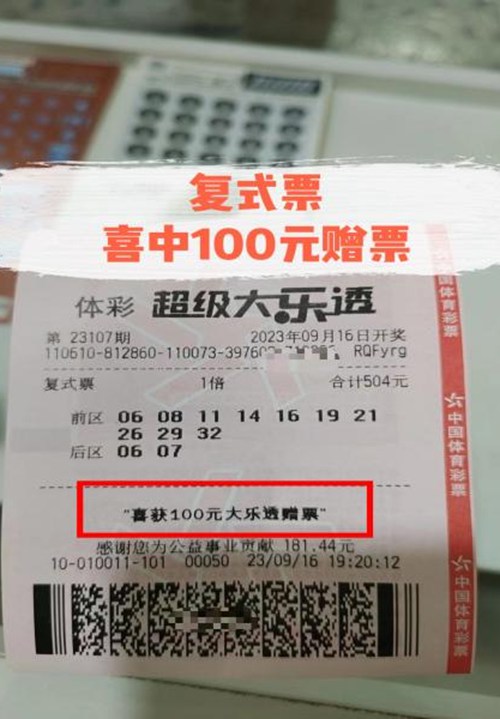 复式票
喜中100元赠票
体彩 超级大乐透
第 23107期 2023年09月16日开奖
110610-812860-110073- RQFyrg
复式票 1倍 合计504元
前区 06 08 11 14 16 19 21
26 29 32
后区 06 07
"喜获100元大乐透赠票"
感谢您为公益事业贡献 181.44元
10-010011-101 00050 23/09/16 19:20:12
国体育彩票
中国体育彩票
中国体育彩票